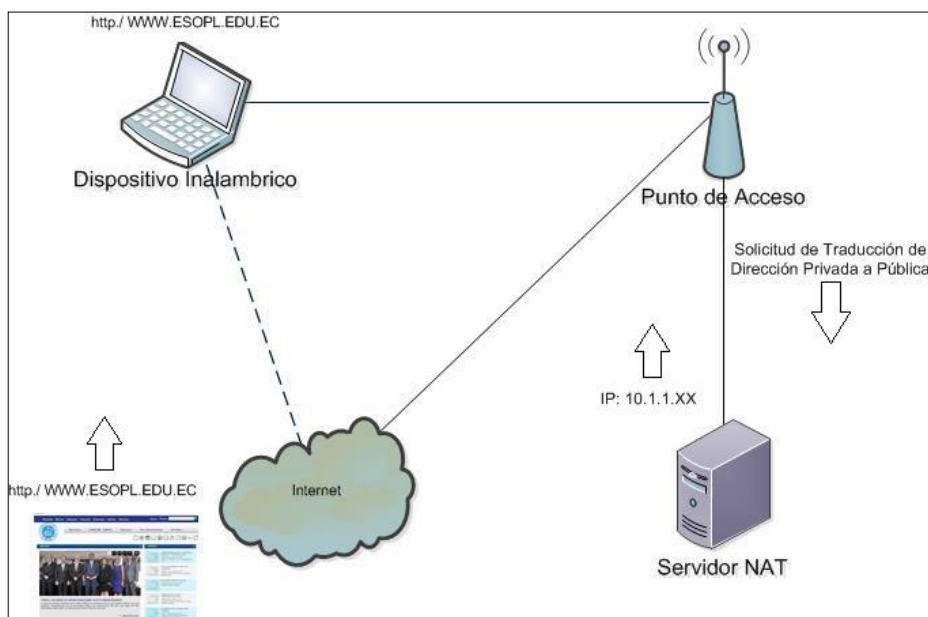 http./ WWW.ESOPL.EDU.EC
Dispositivo Inalambrico
Punto de Acceso
Solicitud de Traducción de
Dirección Privada a Pública
IP: 10.1.1.XX
http./ WWW.ESOPL.EDU.EC
Internet
Servidor NAT